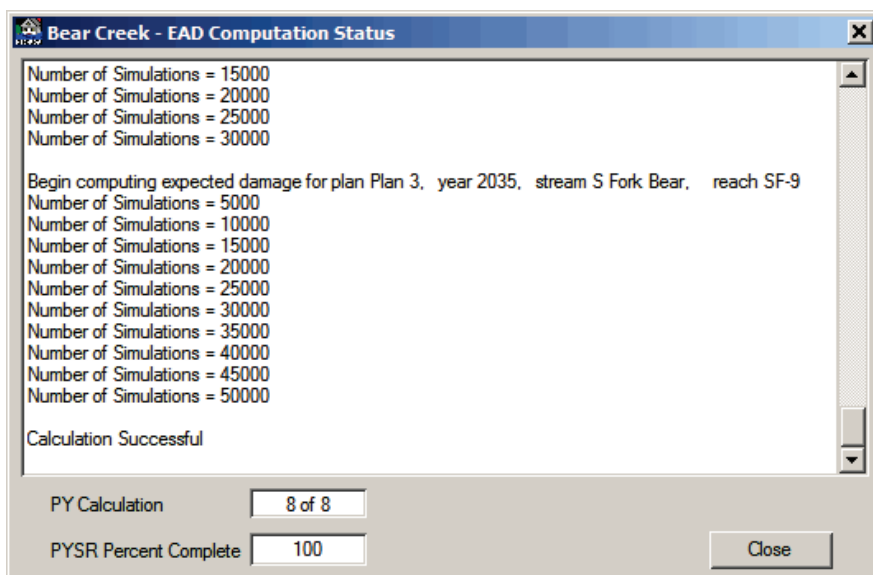 Bear Creek - EAD Computation Status
Number of Simulations = 15000
Number of Simulations = 20000
Number of Simulations = 25000
Number of Simulations = 30000
Begin computing expected damage for plan Plan 3, year 2035, stream S Fork Bear, reach SF-9
Number of Simulations = 5000
Number of Simulations = 10000
Number of Simulations = 15000
Number of Simulations = 20000
Number of Simulations = 25000
Number of Simulations = 30000
Number of Simulations = 35000
Number of Simulations = 40000
Number of Simulations = 45000
Number of Simulations = 50000
Calculation Successful
PY Calculation 8 of 8
PYSR Percent Complete 100 Close